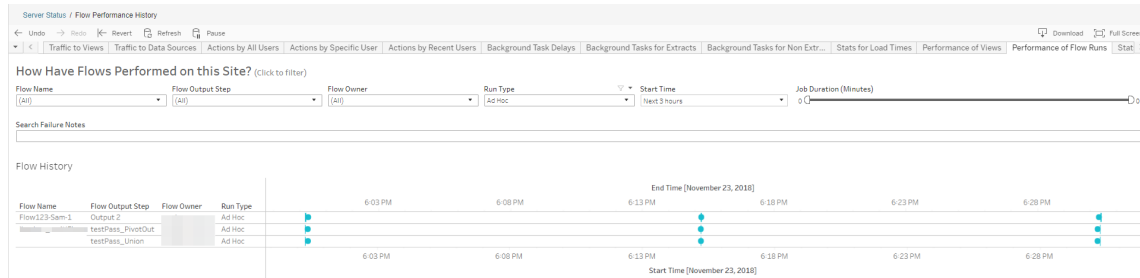 Server Status / Flow Performance History
Undo Redo Revert Refresh Pause Download Full Scree
Traffic to Views Traffic to Data Sources Actions by All Users Actions by Specific User Actions by Recent Users Background Task Delays Background Tasks for Extracts Background Tasks for Non Extr... Stats for Load Times Performance of Views Performance of Flow Runs Stat
How Have Flows Performed on this Site? (Click to filter)
Flow Name Flow Output Step Flow Owner Run Type Start Time Job Duration (Minutes)
(All) (All) (All) Ad Hoc Next 3 hours 0 0
Search Failure Notes
Flow History
End Time [November 23, 2018]
6:03 PM 6:08 PM 6:13 PM 6:18 PM 6:23 PM 6:28 PM
Flow Name Flow Output Step Flow Owner Run Type
Flow123-Sam-1 Output 2 Ad Hoc
testPass_PivotOut Ad Hoc
testPass_Union Ad Hoc
6:03 PM 6:08 PM 6:13 PM 6:18 PM 6:23 PM 6:28 PM
Start Time [November 23, 2018]